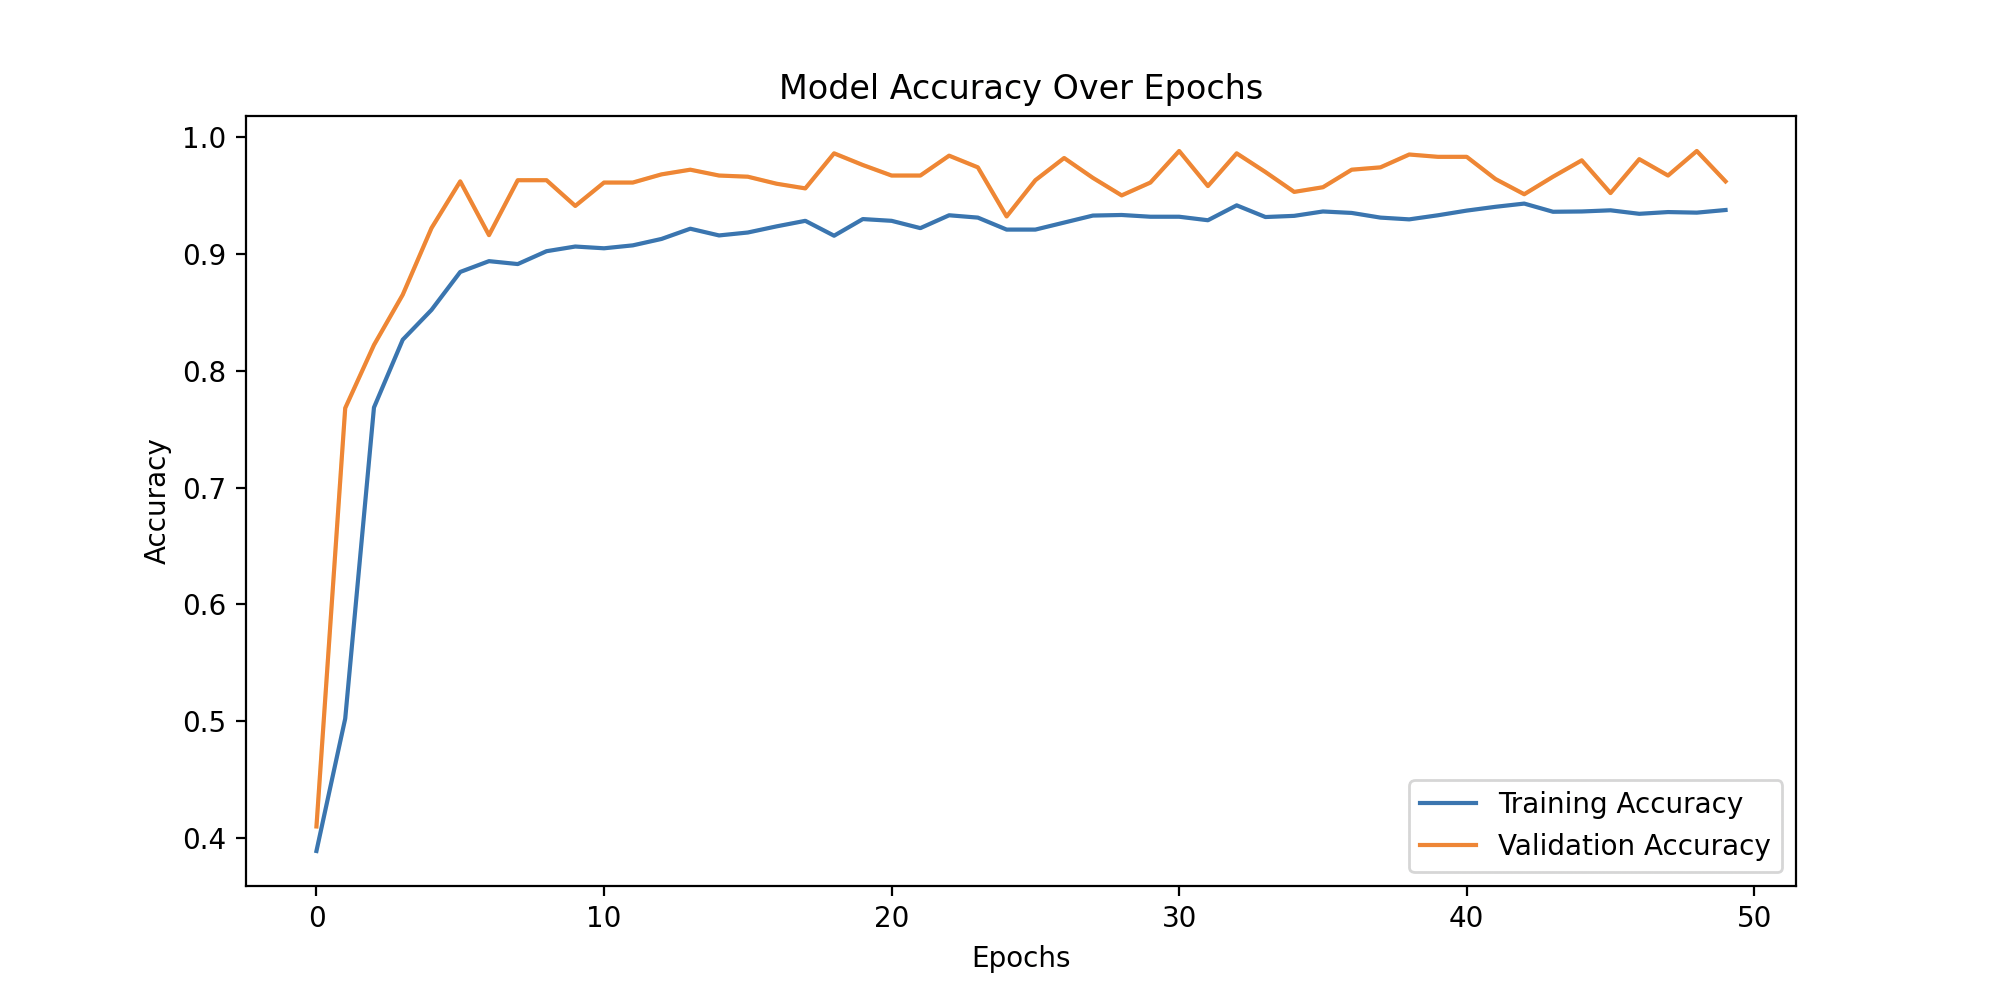 Model Accuracy Over Epochs
1.0
0.9
0.8
0.7
0.6
0.5
0.4
Accuracy
0 10 20 30 40 50
Epochs
Training Accuracy
Validation Accuracy